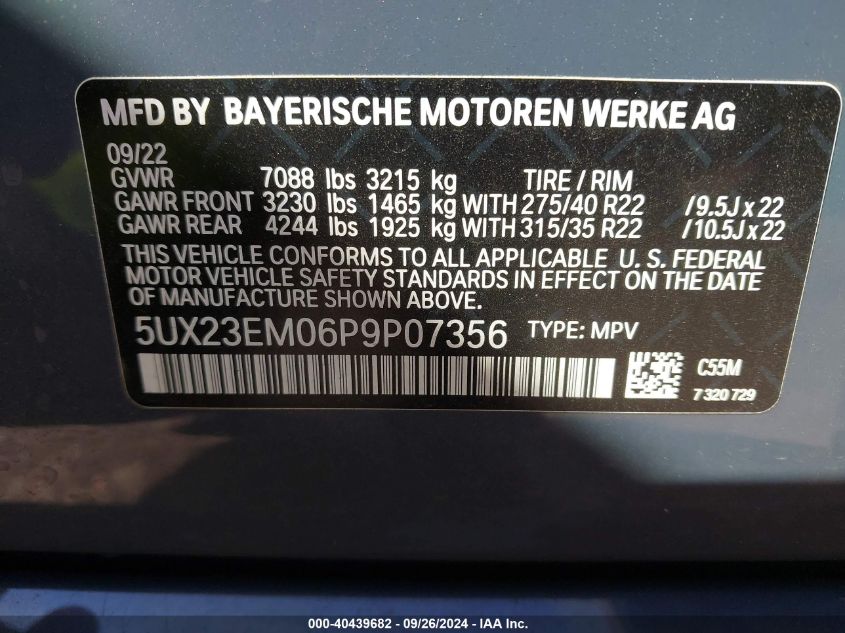 MFD BY BAYERISCHE MOTOREN WERKE AG
09/22
GVWR 7088 lbs 3215 kg TIRE / RIM
GAWR FRONT 3230 lbs 1465 kg WITH 275/40 R22 /9.5J x 22
GAWR REAR 4244 lbs 1925 kg WITH 315/35 R22 /10.5J x 22
THIS VEHICLE CONFORMS TO ALL APPLICABLE U. S. FEDERAL
MOTOR VEHICLE SAFETY STANDARDS IN EFFECT ON THE DATE
OF MANUFACTURE SHOWN ABOVE.
5UX23EM06P9P07356 TYPE: MPV
C55M
7 320 729
000-40439682 - 09/26/2024 - IAA Inc.